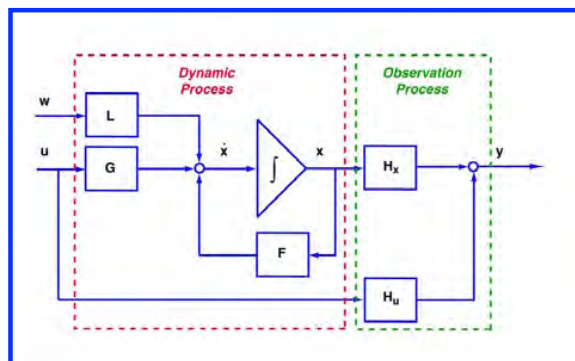 Dynamic
Process
Observation
Process
w
L
u
G
ẋ
∫
x
F
Hx
Hu
y